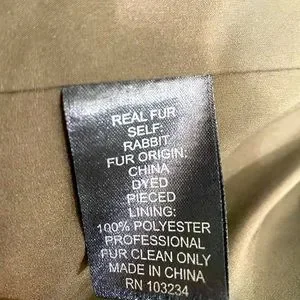 REAL FUR
SELF:
RABBIT
FUR ORIGIN:
CHINA
DYED
PIECED
LINING:
100% POLYESTER
PROFESSIONAL
FUR CLEAN ONLY
MADE IN CHINA
RN 103234